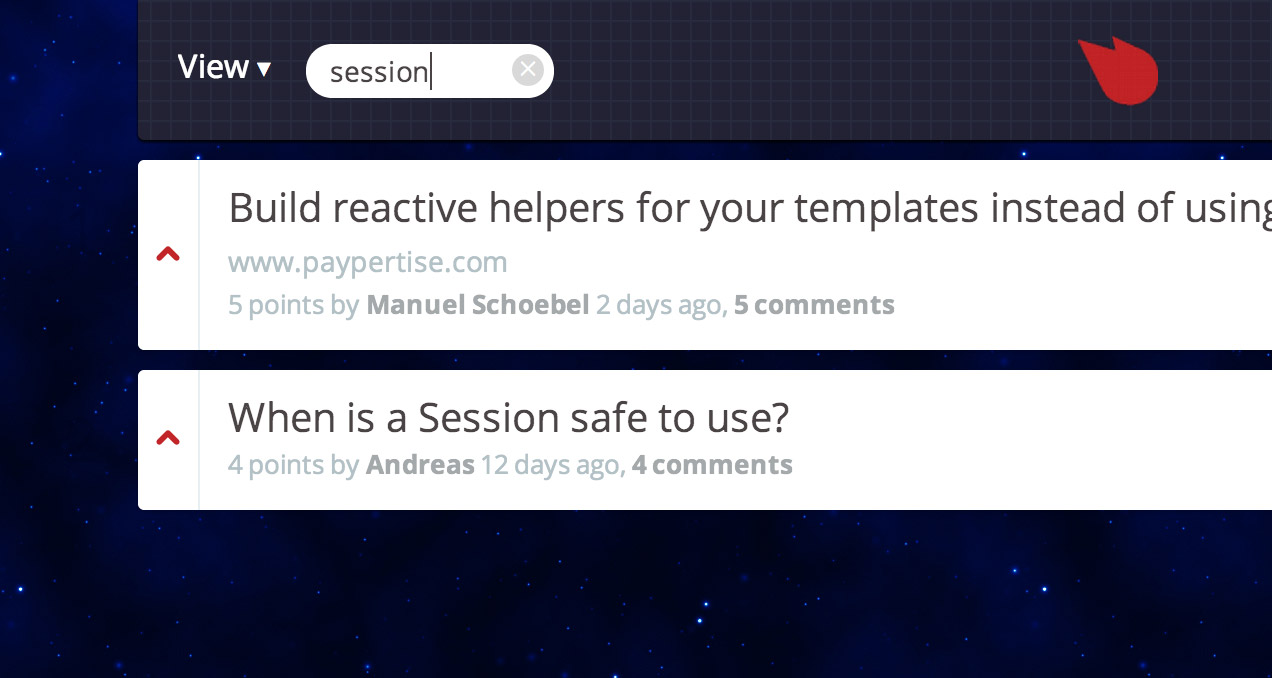 View ▾
session
Build reactive helpers for your templates instead of using
www.paypertise.com
5 points by Manuel Schoebel 2 days ago, 5 comments
When is a Session safe to use?
4 points by Andreas 12 days ago, 4 comments